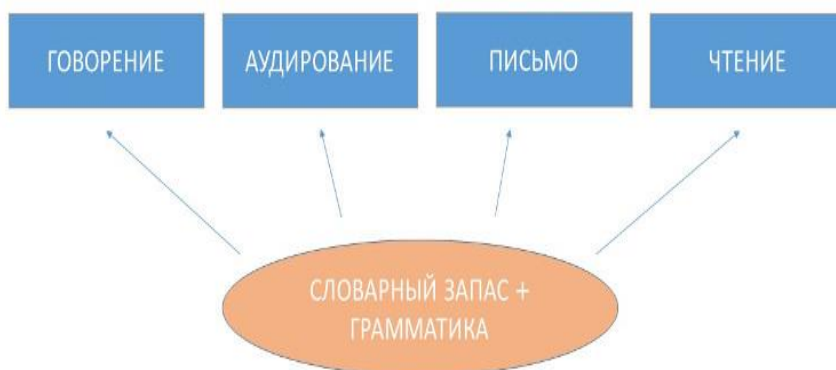 ГОВОРЕНИЕ
АУДИРОВАНИЕ
ПИСЬМО
ЧТЕНИЕ
СЛОВАРНЫЙ ЗАПАС +
ГРАММАТИКА